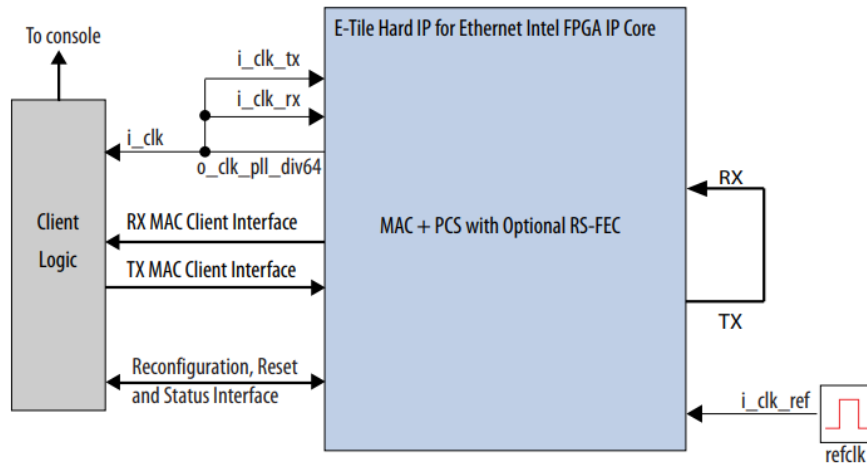 To console
E-Tile Hard IP for Ethernet Intel FPGA IP Core
i_clk_tx
i_clk_rx
i_clk
o_clk_pll_div64
RX
Client
Logic
RX MAC Client Interface
MAC + PCS with Optional RS-FEC
TX MAC Client Interface
TX
Reconfiguration, Reset
and Status Interface
i_clk_ref
refclk